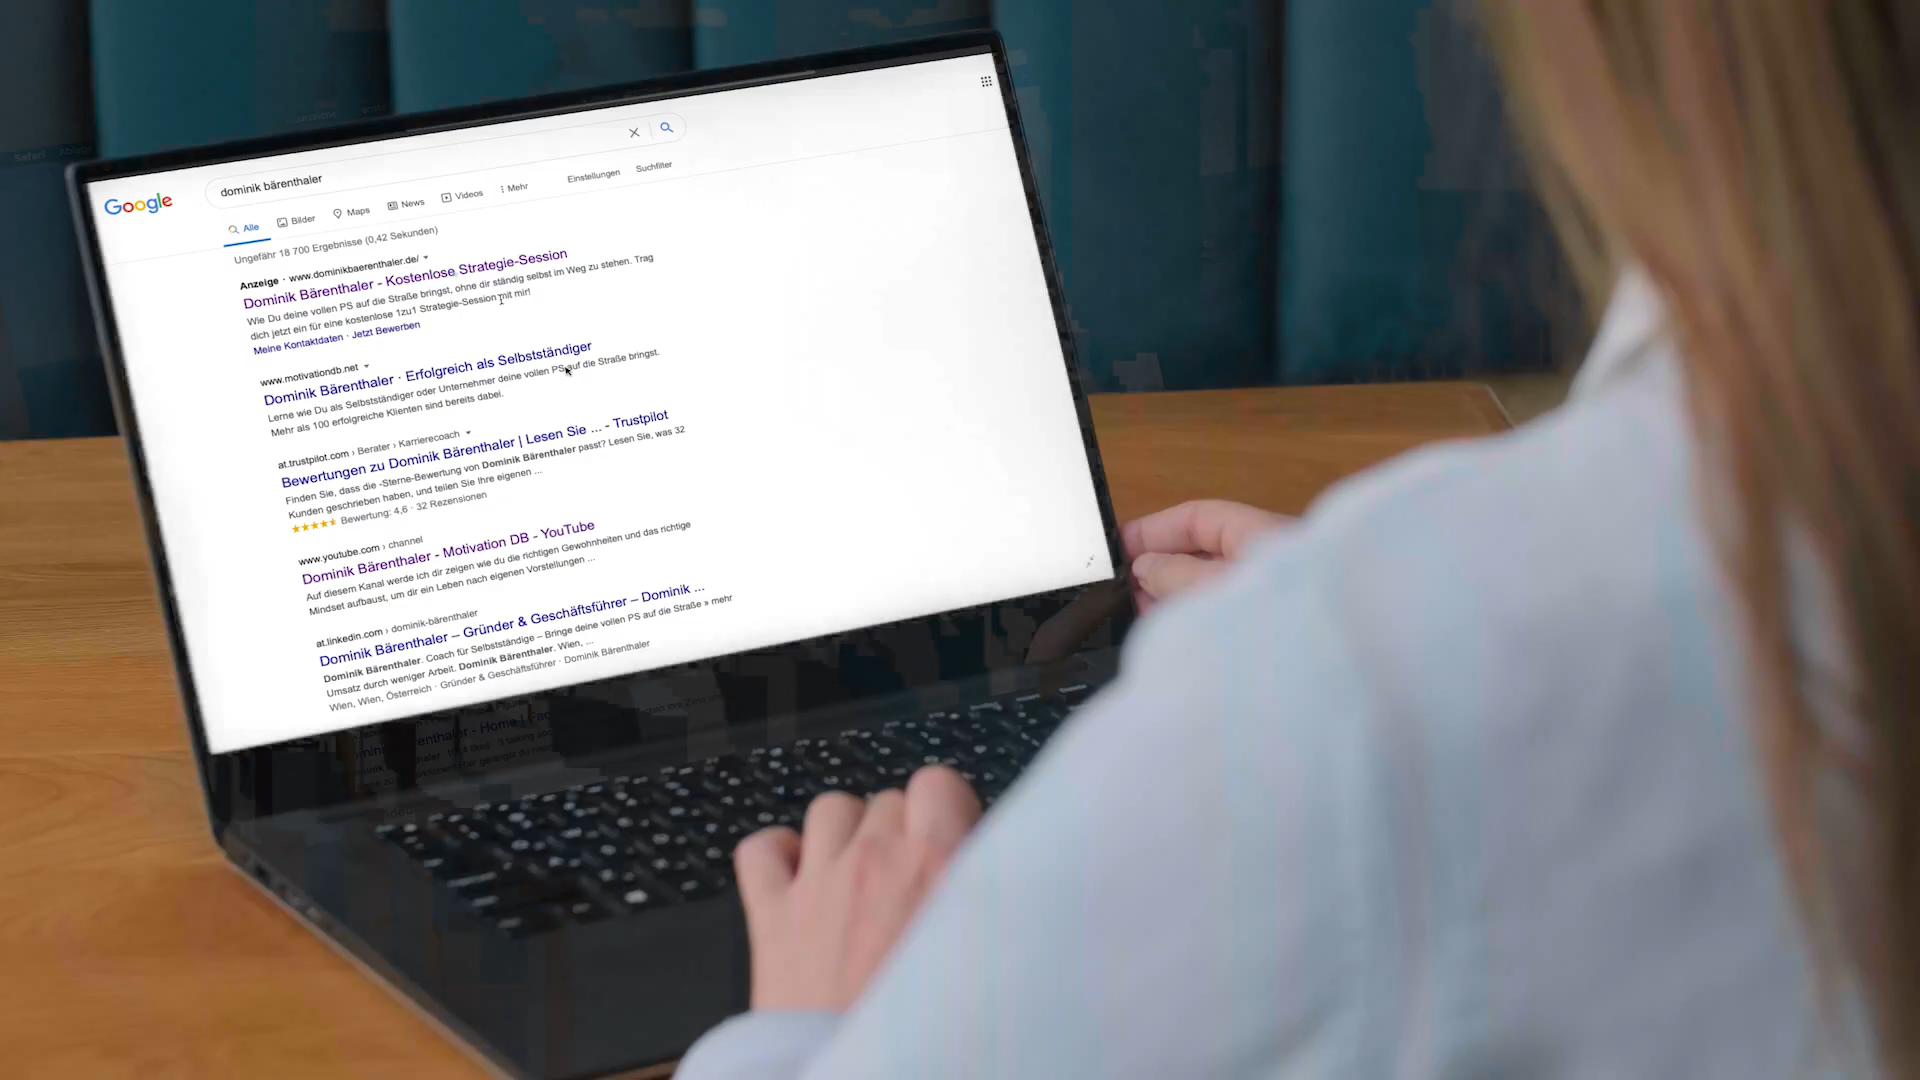 Safari Ablage
Google
dominik bärenthaler
Alle Bilder Maps News Videos Mehr Einstellungen Suchfilter
Ungefähr 18 700 Ergebnisse (0,42 Sekunden)
Anzeige · www.dominikbaerenthaler.de/
Dominik Bärenthaler - Kostenlose Strategie-Session
Wie Du deine vollen PS auf die Straße bringst, ohne dir ständig selbst im Weg zu stehen. Trag
dich jetzt ein für eine kostenlose 1zu1 Strategie-Session mit mir!
Meine Kontaktdaten · Jetzt Bewerben
www.motivationdb.net
Dominik Bärenthaler · Erfolgreich als Selbstständiger
Lerne wie Du als Selbstständiger oder Unternehmer deine vollen PS auf die Straße bringst.
Mehr als 100 erfolgreiche Klienten sind bereits dabei.
at.trustpilot.com › Berater › Karrierecoach
Bewertungen zu Dominik Bärenthaler | Lesen Sie ... - Trustpilot
Finden Sie, dass die -Sterne-Bewertung von Dominik Bärenthaler passt? Lesen Sie, was 32
Kunden geschrieben haben, und teilen Sie Ihre eigenen ...
Bewertung: 4,6 · 32 Rezensionen
www.youtube.com › channel
Dominik Bärenthaler - Motivation DB - YouTube
Auf diesem Kanal werde ich dir zeigen wie du die richtigen Gewohnheiten und das richtige
Mindset aufbaust, um dir ein Leben nach eigenen Vorstellungen ...
at.linkedin.com › dominik-bärenthaler
Dominik Bärenthaler – Gründer & Geschäftsführer – Dominik ...
Dominik Bärenthaler. Coach für Selbstständige – Bringe deine vollen PS auf die Straße » mehr
Umsatz durch weniger Arbeit. Dominik Bärenthaler. Wien, ...
Wien, Wien, Österreich · Gründer & Geschäftsführer · Dominik Bärenthaler
- Home | Fac